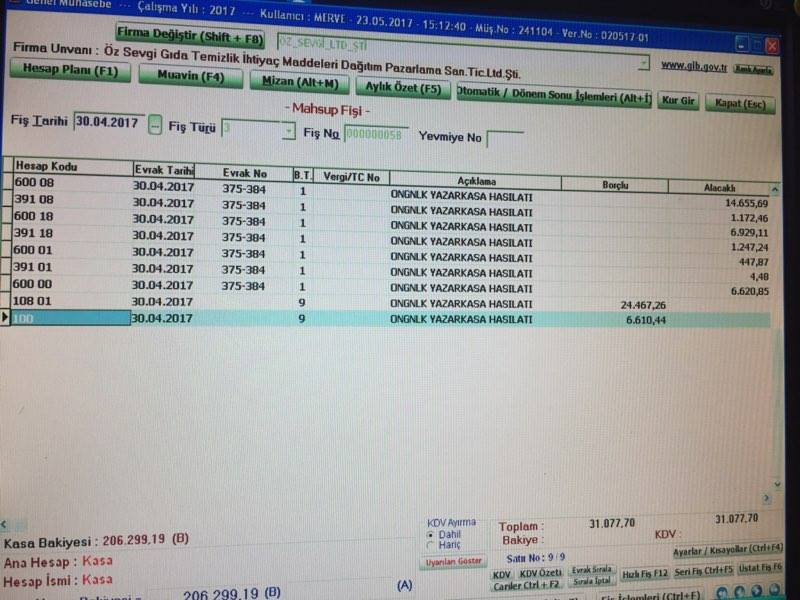 Genel Muhasebe --- Çalışma Yılı : 2017 --- Kullanıcı : MERVE - 23.05.2017 - 15:12:40 - Müş.No : 241104 - Ver.No : 020517-01
Firma Değiştir (Shift + F8) ÖZ_SEVGİ_LTD_ŞTİ
Firma Unvanı : Öz Sevgi Gıda Temizlik İhtiyaç Maddeleri Dağıtım Pazarlama San.Tic.Ltd.Şti. www.gib.gov.tr
Hesap Planı (F1) Muavin (F4) Mizan (Alt+M) Aylık Özet (F5) Otomatik / Dönem Sonu İşlemleri (Alt+İ) Kur Gir Kapat (Esc)
- Mahsup Fişi -
Fiş Tarihi 30.04.2017 ... Fiş Türü 3 Fiş No 000000058 Yevmiye No
Hesap Kodu Evrak Tarihi Evrak No B.T. Vergi/TC No Açıklama Borçlu Alacaklı
600 08 30.04.2017 375-384 1 ÖNGNLK YAZARKASA HASILATI 14.655,69
391 08 30.04.2017 375-384 1 ÖNGNLK YAZARKASA HASILATI 1.172,46
600 18 30.04.2017 375-384 1 ÖNGNLK YAZARKASA HASILATI 6.929,11
391 18 30.04.2017 375-384 1 ÖNGNLK YAZARKASA HASILATI 1.247,24
600 01 30.04.2017 375-384 1 ÖNGNLK YAZARKASA HASILATI 447,87
391 01 30.04.2017 375-384 1 ÖNGNLK YAZARKASA HASILATI 4,48
600 00 30.04.2017 375-384 1 ÖNGNLK YAZARKASA HASILATI 6.620,85
108 01 30.04.2017 9 ÖNGNLK YAZARKASA HASILATI 24.467,26
100 30.04.2017 9 ÖNGNLK YAZARKASA HASILATI 6.610,44
Kasa Bakiyesi : 206.299,19 (B)
Ana Hesap : Kasa
Hesap İsmi : Kasa
206.299,19 (B) (A)
KDV Ayırma
Dahil
Hariç
Uyarıları Göster
Toplam : 31.077,70 31.077,70
Bakiye : KDV :
Satır No : 9 / 9 Ayarlar / Kısayollar (Ctrl+F4)
KDV KDV Özeti Evrak Sırala Hızlı Fiş F12 Seri Fiş Ctrl+F5 Üstat Fiş F6
Cariler Ctrl + F2 Sırala İptal
Fiş İşlemleri (Ctrl+F)